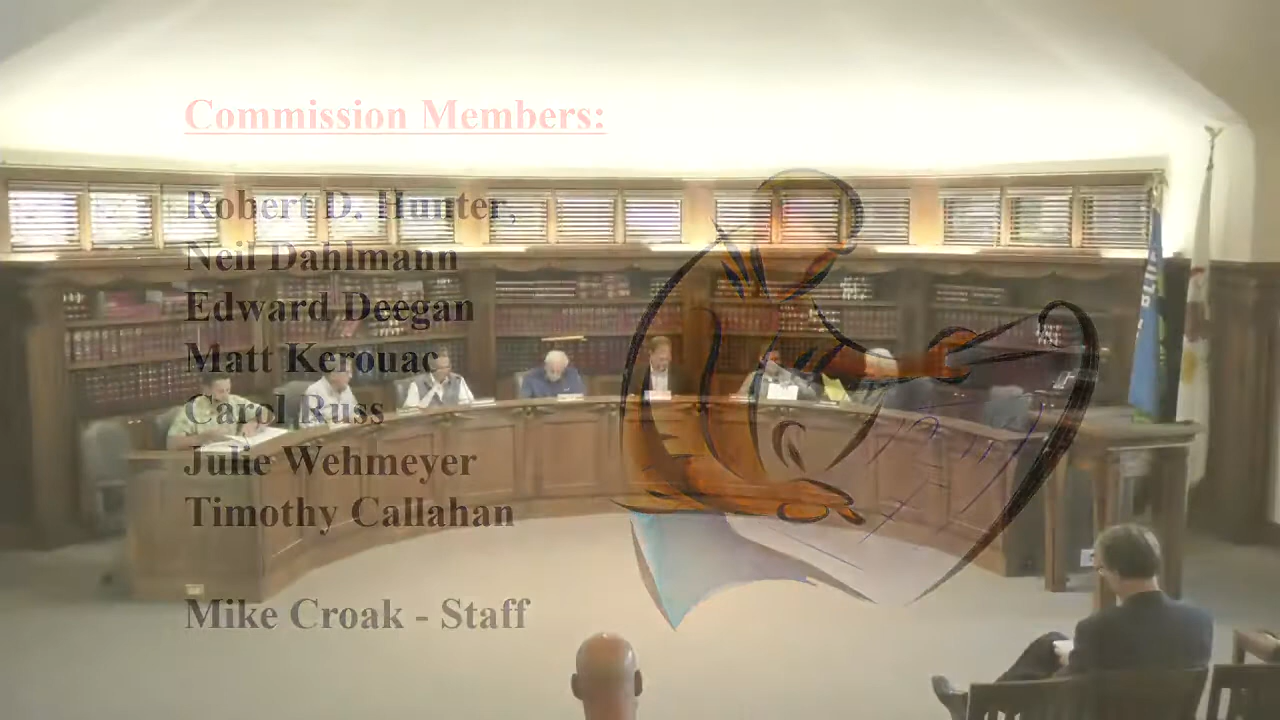 Commission Members:
Robert D. Hunter,
Neil Dahlmann
Edward Deegan
Matt Kerouac
Carol Russ
Julie Wehmeyer
Timothy Callahan
Mike Croak - Staff